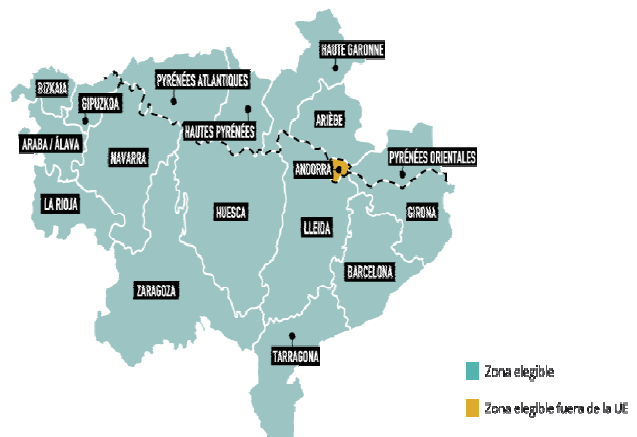 HAUTE GARONNE
PYRÉNÉES ATLANTIQUES
BIZKAIA
GIPUZKOA
ARIÈGE
HAUTES PYRÉNÉES
ARABA / ÁLAVA
NAVARRA
ANDORRA
PYRÉNÉES ORIENTALES
LA RIOJA
HUESCA
GIRONA
LLEIDA
BARCELONA
ZARAGOZA
TARRAGONA
Zona elegible
Zona elegible fuera de la UE